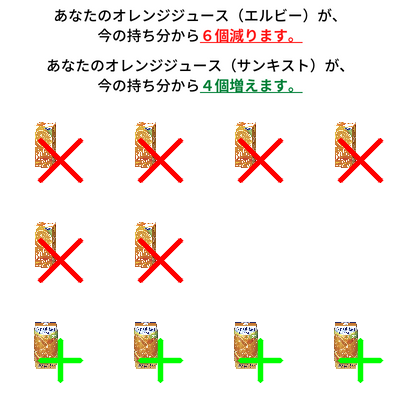 あなたのオレンジジュース（エルビー）が、
今の持ち分から６個減ります。
あなたのオレンジジュース（サンキスト）が、
今の持ち分から４個増えます。